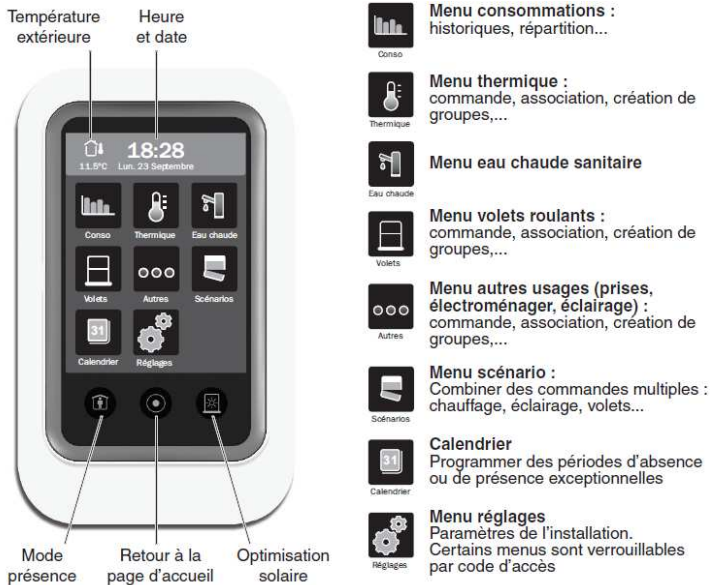 Température
extérieure
Heure
et date
11.5°C
18:28
Lun. 23 Septembre
Conso
Thermique
Eau chaude
Volets
Autres
Scénarios
31
Calendrier
Réglages
Mode
présence
Retour à la
page d'accueil
Optimisation
solaire
Conso
Menu consommations :
historiques, répartition...
Thermique
Menu thermique :
commande, association, création de
groupes,...
Eau chaude
Menu eau chaude sanitaire
Volets
Menu volets roulants :
commande, association, création de
groupes,...
Autres
Menu autres usages (prises,
électroménager, éclairage) :
commande, association, création de
groupes,...
Scénarios
Menu scénario :
Combiner des commandes multiples :
chauffage, éclairage, volets...
31
Calendrier
Calendrier
Programmer des périodes d'absence
ou de présence exceptionnelles
Réglages
Menu réglages
Paramètres de l'installation.
Certains menus sont verrouillables
par code d'accès